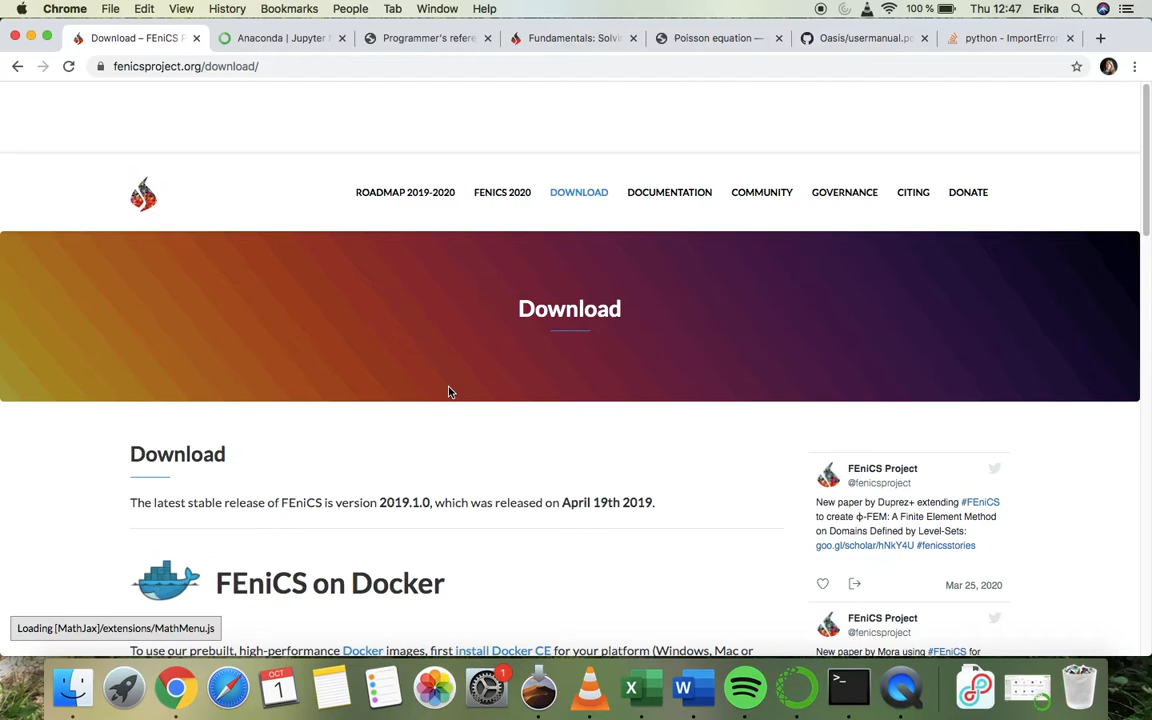 Chrome File Edit View History Bookmarks People Tab Window Help 100 % Thu 12:47 Erika
Download – FEniCS P Anaconda | Jupyter N Programmer's refere Fundamentals: Solvin Poisson equation — Oasis/usermanual.pd python - ImportError
fenicsproject.org/download/
ROADMAP 2019-2020 FENICS 2020 DOWNLOAD DOCUMENTATION COMMUNITY GOVERNANCE CITING DONATE
Download
Download
The latest stable release of FEniCS is version 2019.1.0, which was released on April 19th 2019.
FEniCS on Docker
To use our prebuilt, high-performance Docker images, first install Docker CE for your platform (Windows, Mac or
FEniCS Project
@fenicsproject
New paper by Duprez+ extending #FEniCS
to create φ-FEM: A Finite Element Method
on Domains Defined by Level-Sets:
goo.gl/scholar/hNkY4U #fenicsstories
Mar 25, 2020
FEniCS Project
@fenicsproject
New paper by Mora using #FEniCS for
Loading [MathJax]/extensions/MathMenu.js
OCT
1
1